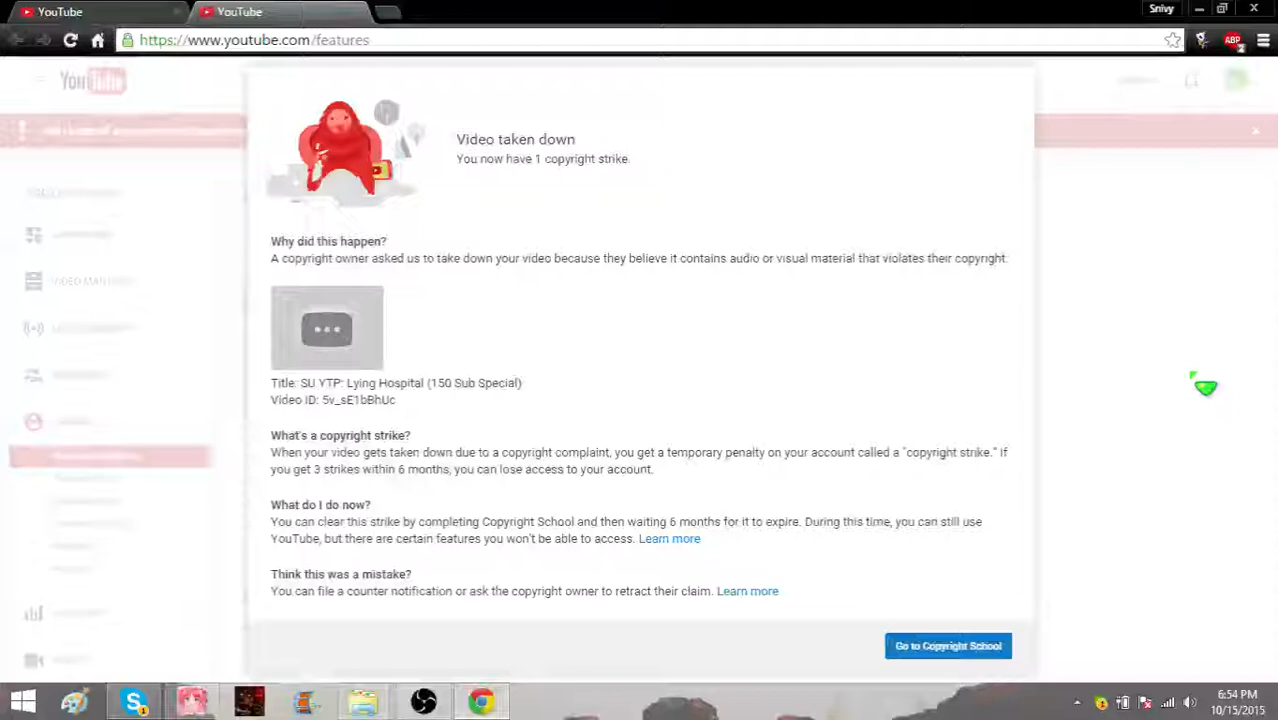 YouTube
YouTube
Snivy
https://www.youtube.com/features
ABP
YouTube
Video taken down
You now have 1 copyright strike.
Why did this happen?
A copyright owner asked us to take down your video because they believe it contains audio or visual material that violates their copyright:
Title: SU YTP: Lying Hospital (150 Sub Special)
Video ID: 5v_sE1bBhUc
What's a copyright strike?
When your video gets taken down due to a copyright complaint, you get a temporary penalty on your account called a "copyright strike." If
you get 3 strikes within 6 months, you can lose access to your account.
What do I do now?
You can clear this strike by completing Copyright School and then waiting 6 months for it to expire. During this time, you can still use
YouTube, but there are certain features you won't be able to access. Learn more
Think this was a mistake?
You can file a counter notification or ask the copyright owner to retract their claim. Learn more
Go to Copyright School
6:54 PM
10/15/2015